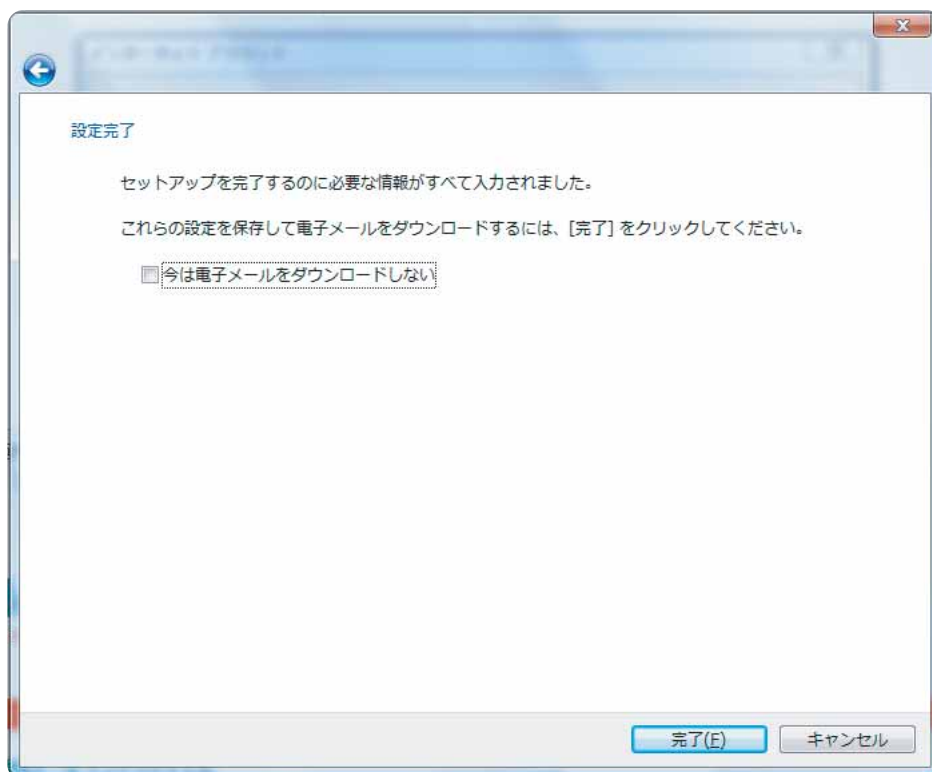 設定完了
セットアップを完了するのに必要な情報がすべて入力されました。
これらの設定を保存して電子メールをダウンロードするには、[完了] をクリックしてください。
今は電子メールをダウンロードしない
完了(F)
キャンセル